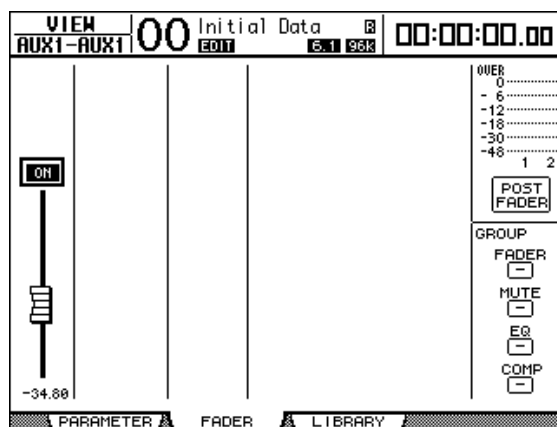 VIEW
AUX1-AUX1
00
Initial Data R
EDIT 6.1 96k
00:00:00.00
OVER
0
- 6
-12
-18
-30
-48
1 2
ON
POST
FADER
GROUP
FADER
-
MUTE
-
EQ
-
COMP
-
-34.80
PARAMETER FADER LIBRARY